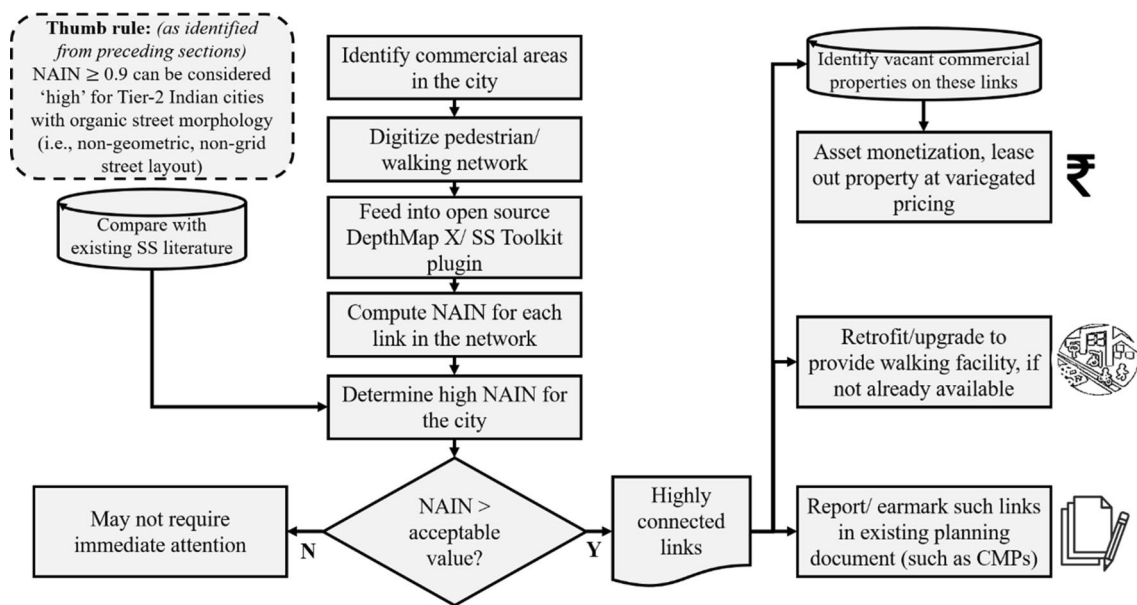 Thumb rule: (as identified
from preceding sections)
NAIN ≥ 0.9 can be considered
‘high’ for Tier-2 Indian cities
with organic street morphology
(i.e., non-geometric, non-grid
street layout)
Compare with
existing SS literature
Identify commercial areas
in the city
Digitize pedestrian/
walking network
Feed into open source
DepthMap X/ SS Toolkit
plugin
Compute NAIN for each
link in the network
Determine high NAIN for
the city
NAIN >
acceptable
value?
N
Y
May not require
immediate attention
Highly
connected
links
Identify vacant commercial
properties on these links
Asset monetization, lease
out property at variegated
pricing
₹
Retrofit/upgrade to
provide walking facility, if
not already available
Report/ earmark such links
in existing planning
document (such as CMPs)